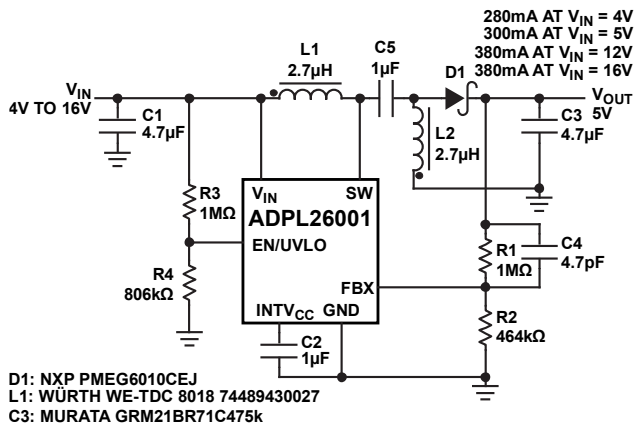 280mA AT VIN = 4V
300mA AT VIN = 5V
380mA AT VIN = 12V
380mA AT VIN = 16V
L1
2.7µH
C5
1µF
D1
VIN
4V TO 16V
VOUT
5V
C1
4.7µF
C3
4.7µF
L2
2.7µH
VIN
SW
ADPL26001
EN/UVLO
FBX
INTVCC
GND
R3
1MΩ
R4
806kΩ
R1
1MΩ
C4
4.7pF
R2
464kΩ
C2
1µF
D1: NXP PMEG6010CEJ
L1: WÜRTH WE-TDC 8018 74489430027
C3: MURATA GRM21BR71C475k